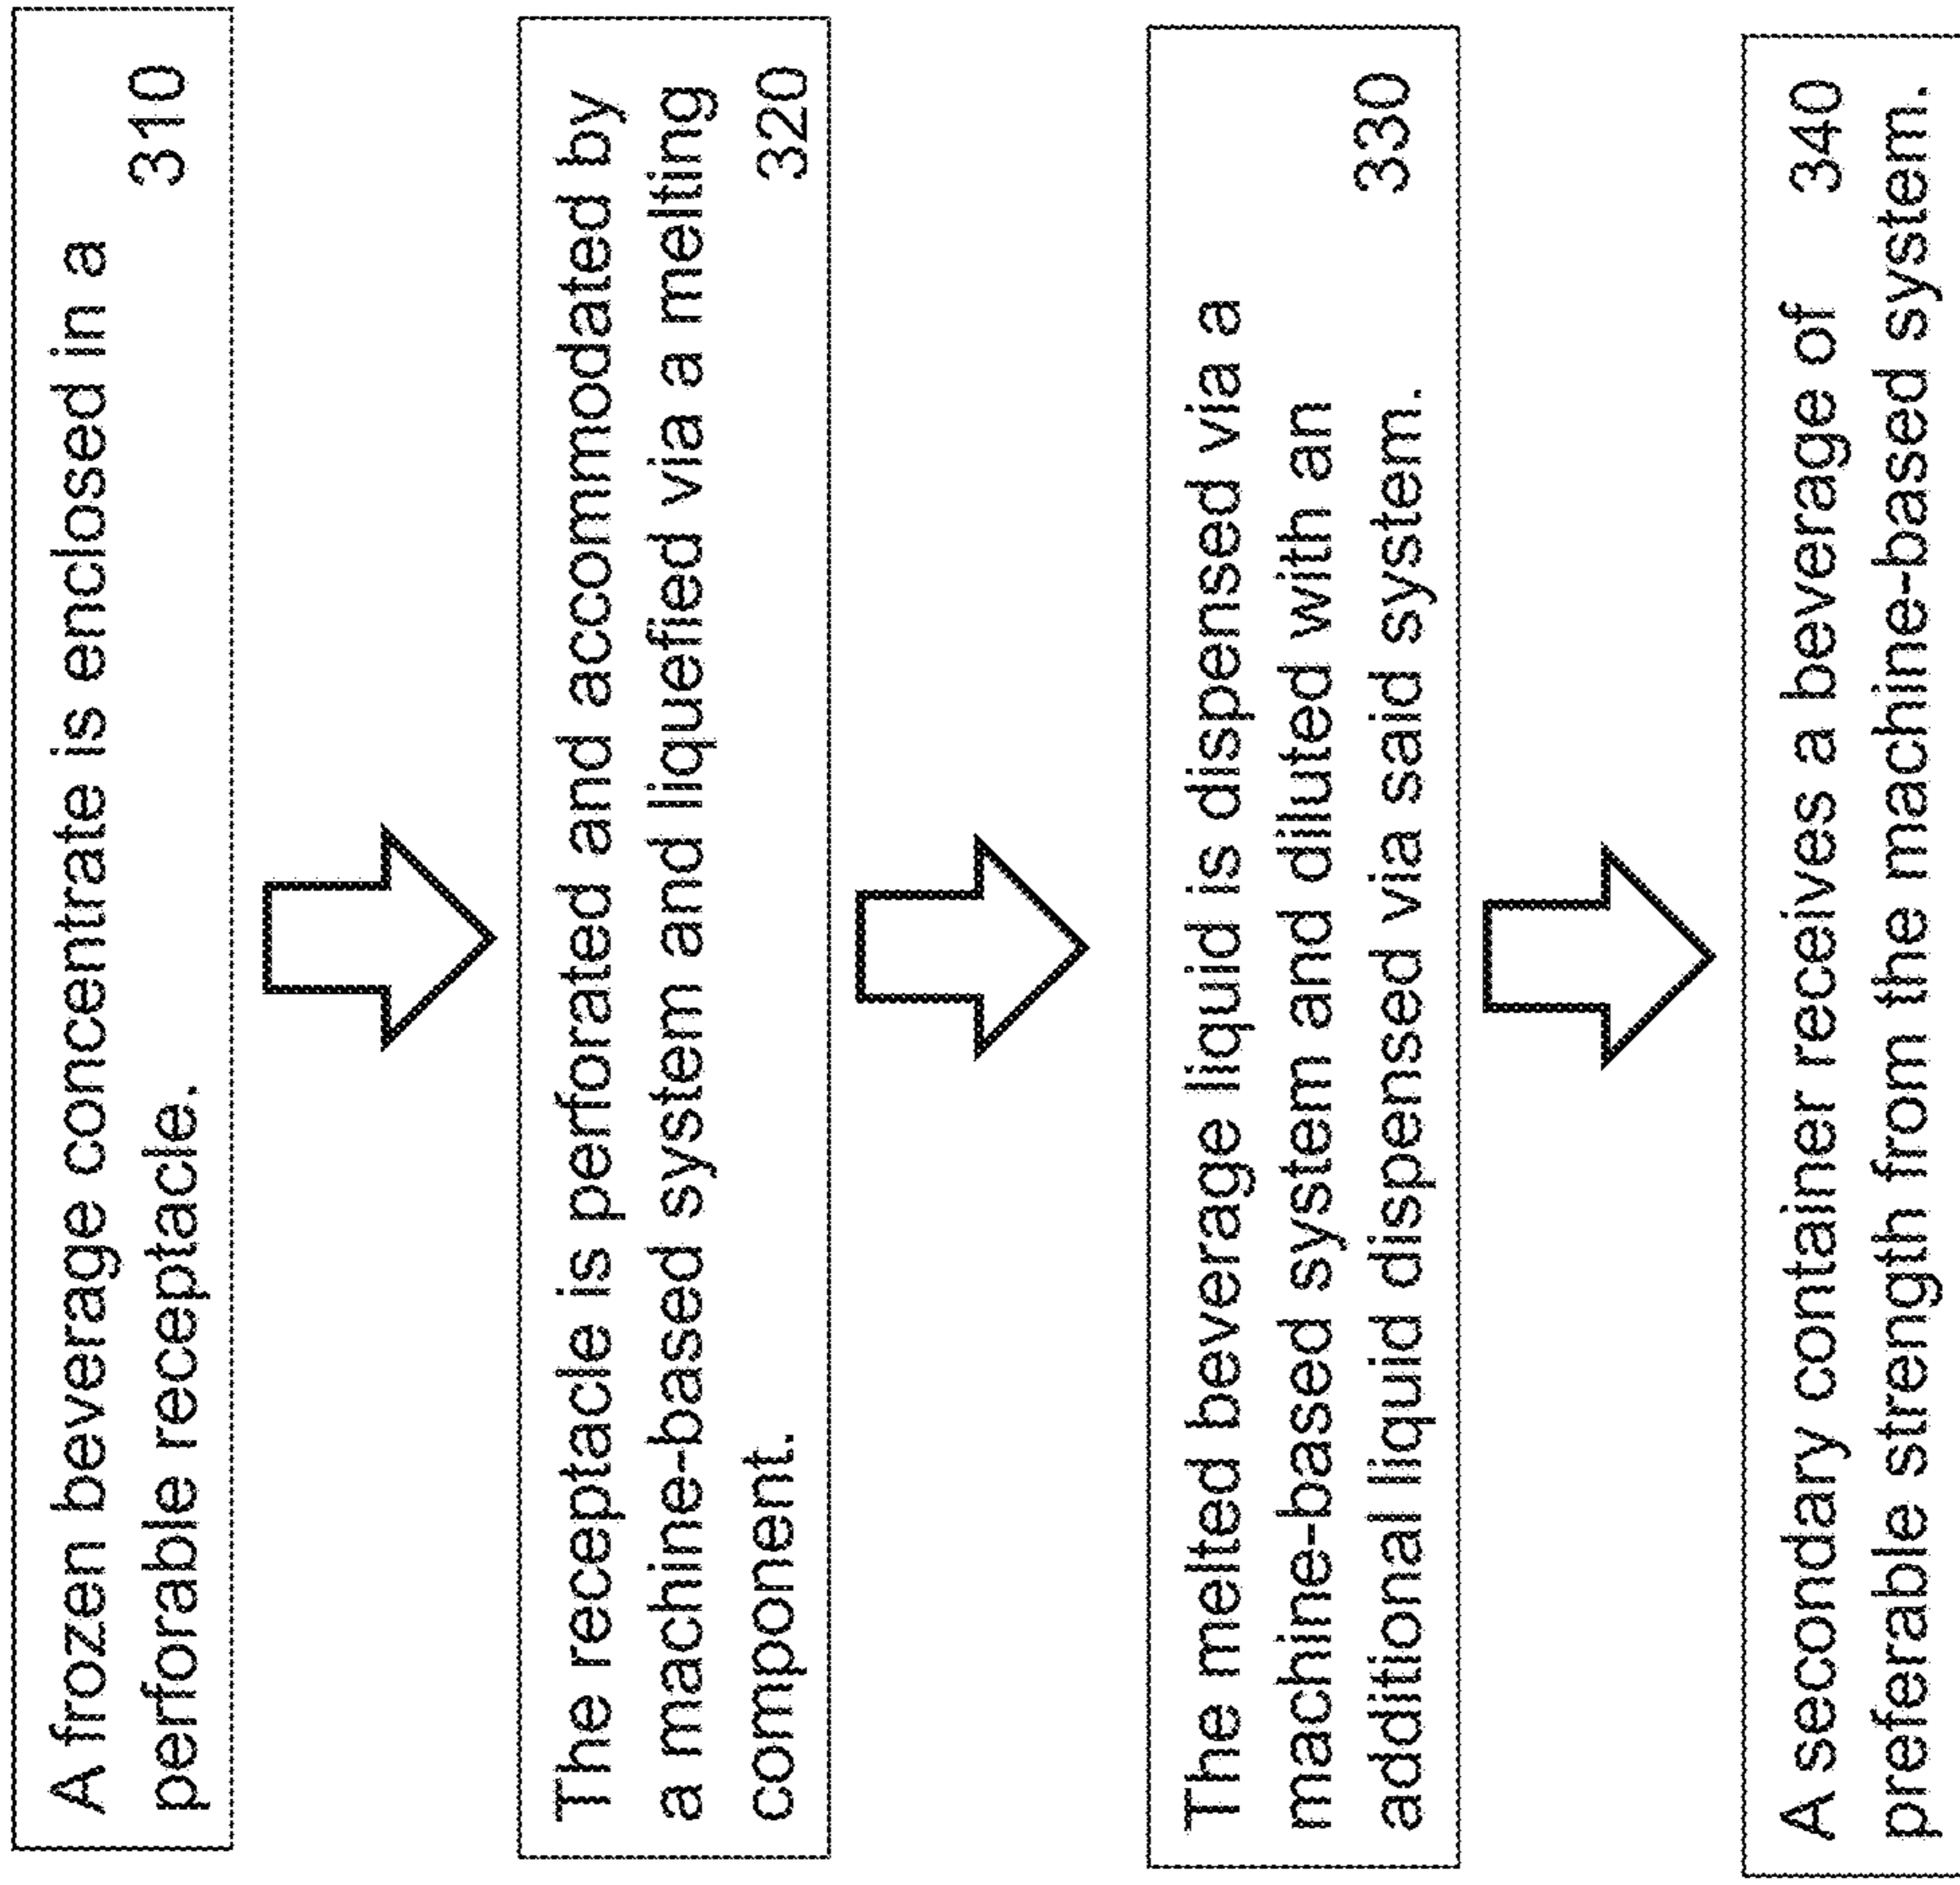 A frozen beverage concentrate is enclosed in a
perforable receptacle. 310
The receptacle is perforated and accommodated by
a machine-based system and liquefied via a melting
component. 320
The melted beverage liquid is dispensed via a
machine-based system and diluted with an
additional liquid dispensed via said system.
330
A secondary container receives a beverage of 340
preferable strength from the machine-based system.